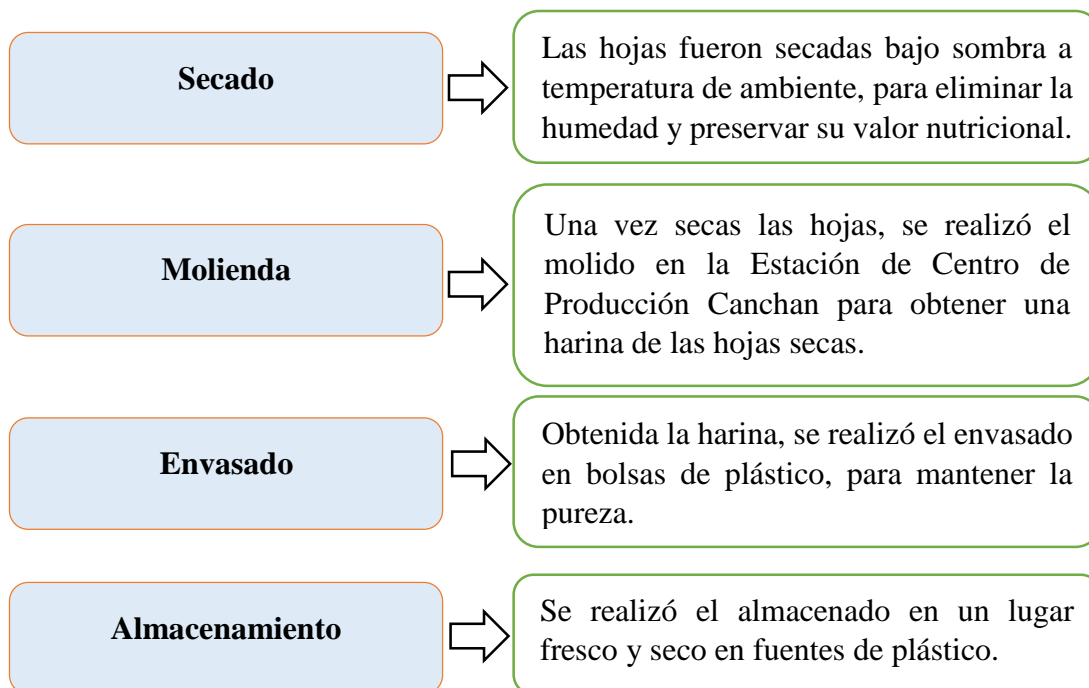 Secado
Las hojas fueron secadas bajo sombra a
temperatura de ambiente, para eliminar la
humedad y preservar su valor nutricional.
Molienda
Una vez secas las hojas, se realizó el
molido en la Estación de Centro de
Producción Canchan para obtener una
harina de las hojas secas.
Envasado
Obtenida la harina, se realizó el envasado
en bolsas de plástico, para mantener la
pureza.
Almacenamiento
Se realizó el almacenado en un lugar
fresco y seco en fuentes de plástico.